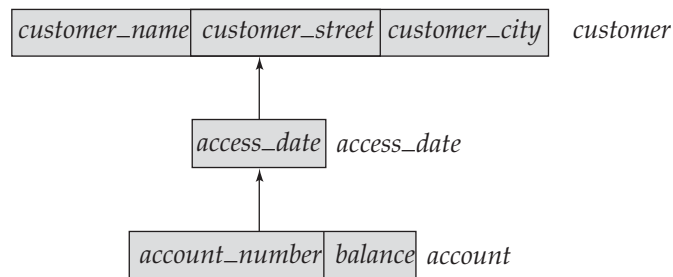 customer_name customer_street customer_city customer
access_date access_date
account_number balance account